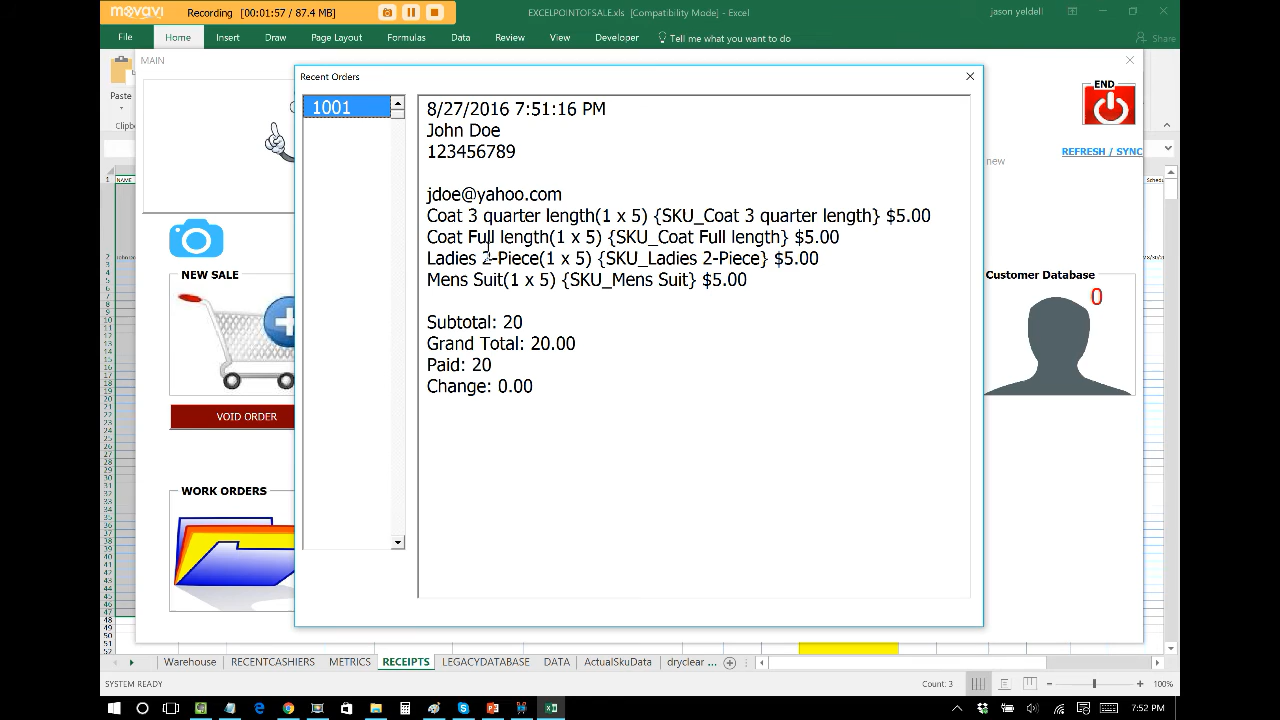 movavi
Recording (00:01:57 / 87.4 MB)
EXCELPOINTOFSALE.xls [Compatibility Mode] - Excel
jason yeldell
File
Home
Insert
Draw
Page Layout
Formulas
Data
Review
View
Developer
Tell me what you want to do
Share
MAIN
Paste
Clipb
Recent Orders
END
REFRESH / SYNC
new
1001
8/27/2016 7:51:16 PM
John Doe
123456789
jdoe@yahoo.com
Coat 3 quarter length(1 x 5) {SKU_Coat 3 quarter length} $5.00
Coat Full length(1 x 5) {SKU_Coat Full length} $5.00
Ladies 2-Piece(1 x 5) {SKU_Ladies 2-Piece} $5.00
Mens Suit(1 x 5) {SKU_Mens Suit} $5.00
Subtotal: 20
Grand Total: 20.00
Paid: 20
Change: 0.00
NEW SALE
VOID ORDER
WORK ORDERS
Customer Database
0
NAME
Warehouse
RECENTCASHIERS
METRICS
RECEIPTS
LEGACYDATABASE
DATA
ActualSkuData
dryclear ...
SYSTEM READY
Count: 3
100%
7:52 PM